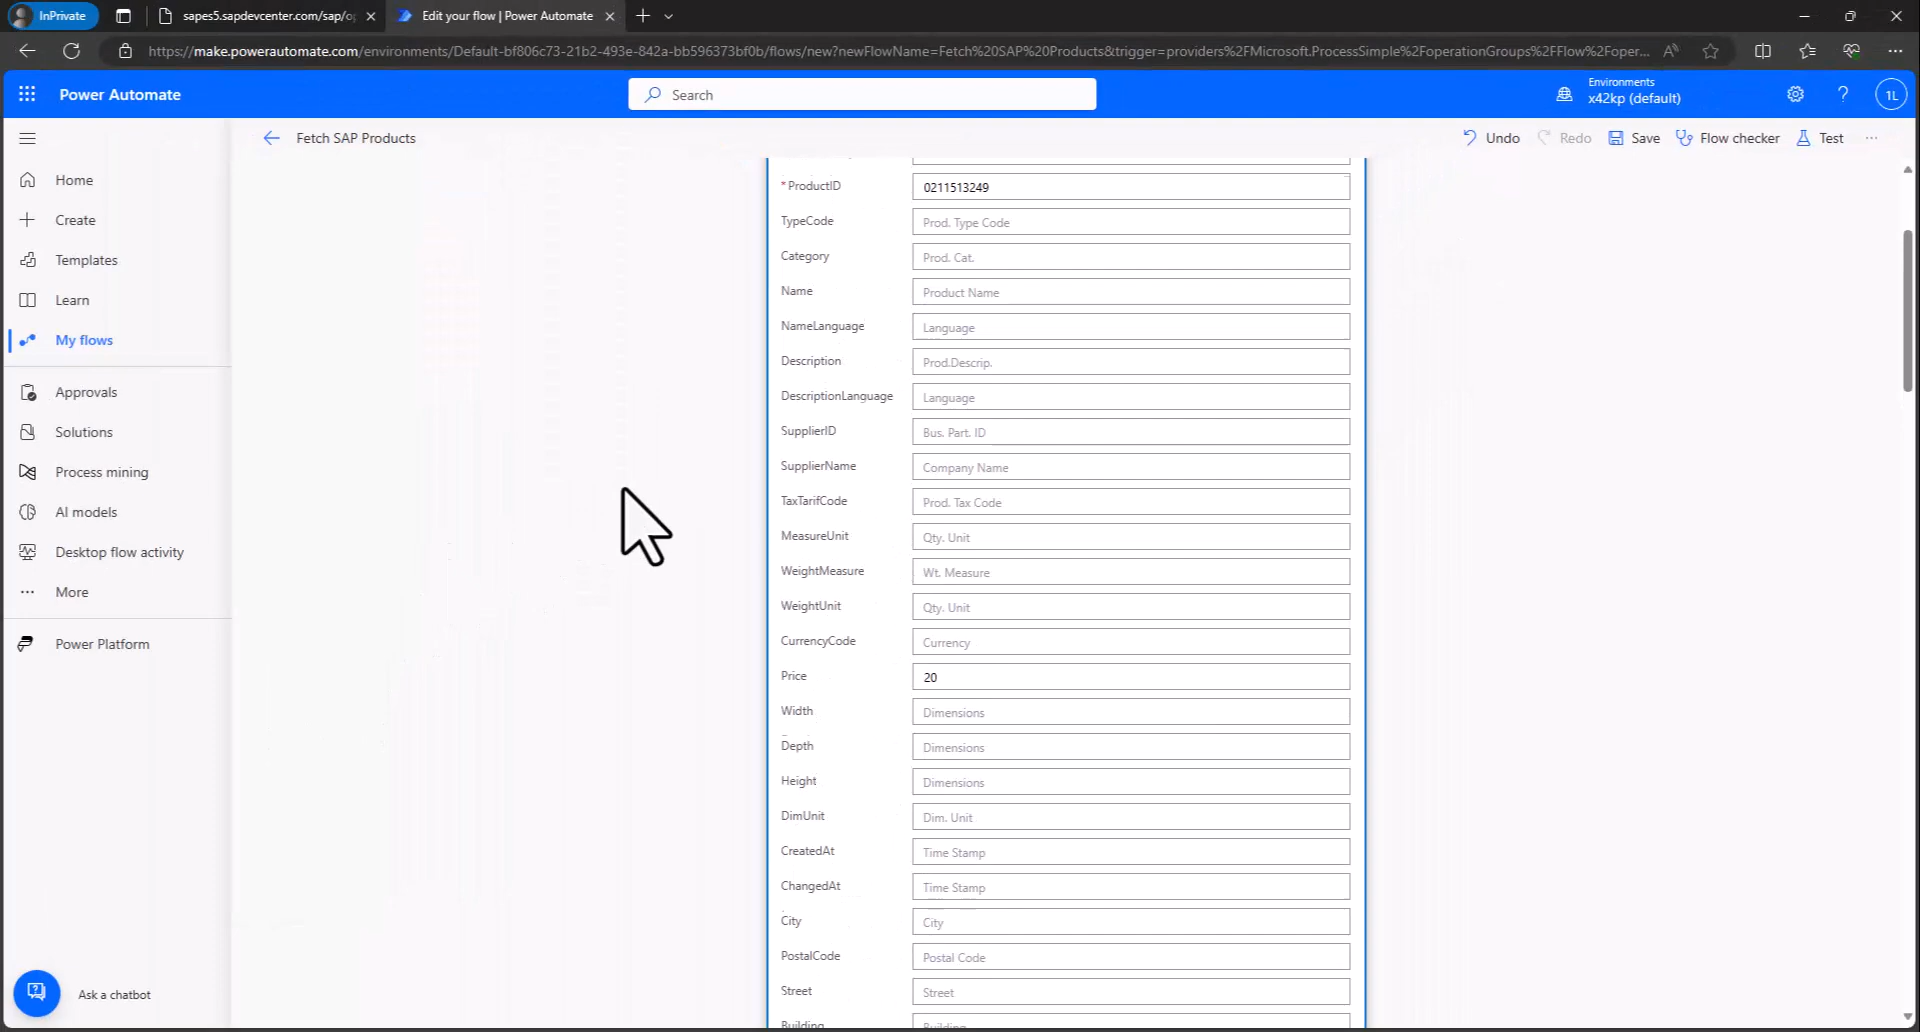 InPrivate
sapes5.sapdevcenter.com/sap/o
Edit your flow | Power Automate
https://make.powerautomate.com/environments/Default-bf806c73-21b2-493e-842a-bb596373bf0b/flows/new?newFlowName=Fetch%20SAP%20Products&trigger=providers%2FMicrosoft.ProcessSimple%2FoperationGroups%2FFlow%2Foper...
Power Automate
Search
Environments
x42kp (default)
1L
Fetch SAP Products
Undo
Redo
Save
Flow checker
Test
Home
Create
Templates
Learn
My flows
Approvals
Solutions
Process mining
AI models
Desktop flow activity
More
Power Platform
Ask a chatbot
* ProductID 0211513249
TypeCode Prod. Type Code
Category Prod. Cat.
Name Product Name
NameLanguage Language
Description Prod.Descrip.
DescriptionLanguage Language
SupplierID Bus. Part. ID
SupplierName Company Name
TaxTarifCode Prod. Tax Code
MeasureUnit Qty. Unit
WeightMeasure Wt. Measure
WeightUnit Qty. Unit
CurrencyCode Currency
Price 20
Width Dimensions
Depth Dimensions
Height Dimensions
DimUnit Dim. Unit
CreatedAt Time Stamp
ChangedAt Time Stamp
City City
PostalCode Postal Code
Street Street
Building Building